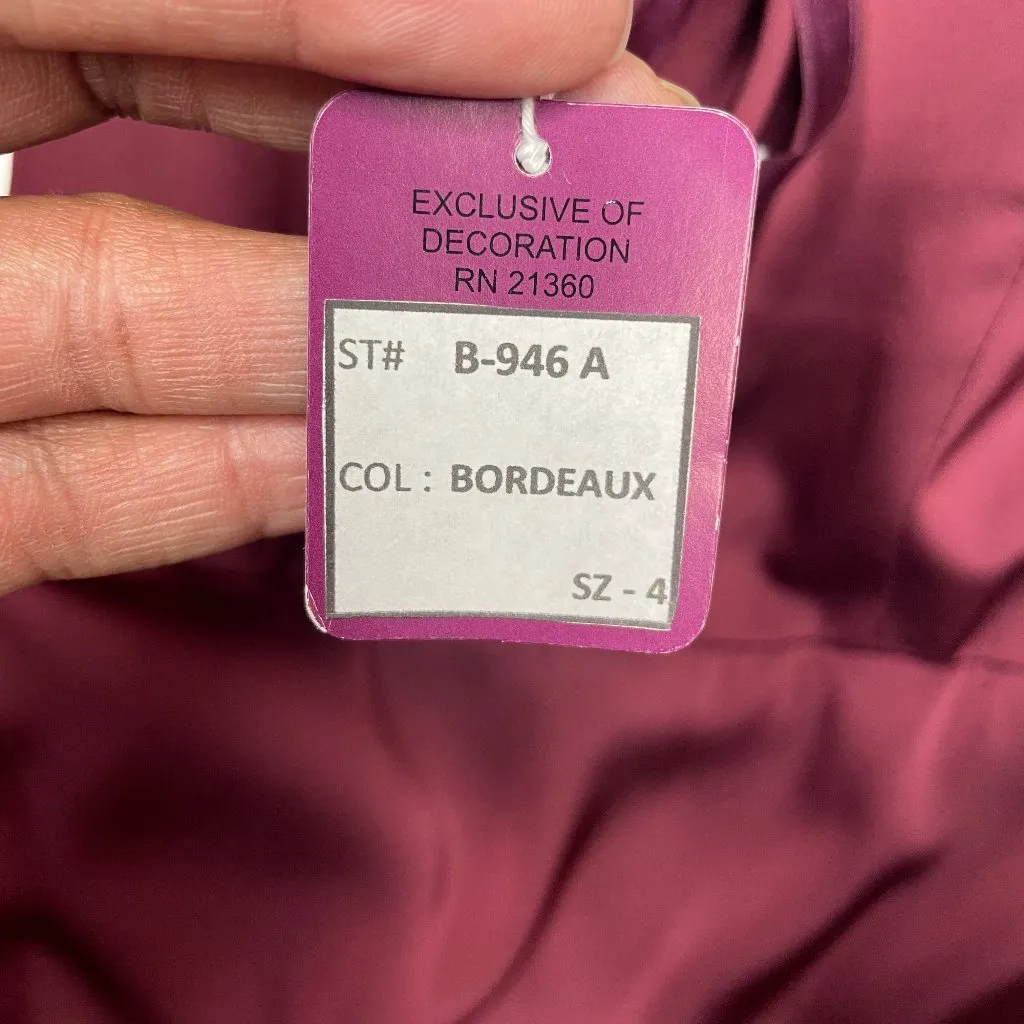 EXCLUSIVE OF
DECORATION
RN 21360
ST# B-946 A
COL : BORDEAUX
SZ - 4